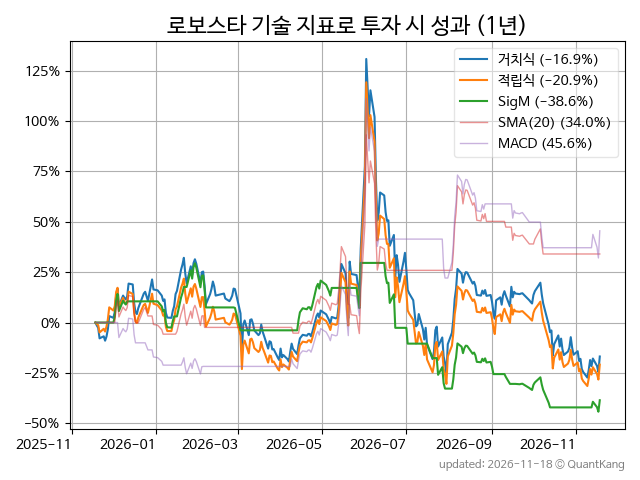 로보스타 기술 지표로 투자 시 성과 (1년)
거치식 (−16.9%)
적립식 (−20.9%)
SigM (−38.6%)
SMA(20) (34.0%)
MACD (45.6%)
125%
100%
75%
50%
25%
0%
−25%
−50%
2025-11 2026-01 2026-03 2026-05 2026-07 2026-09 2026-11
updated: 2026-11-18 © QuantKang